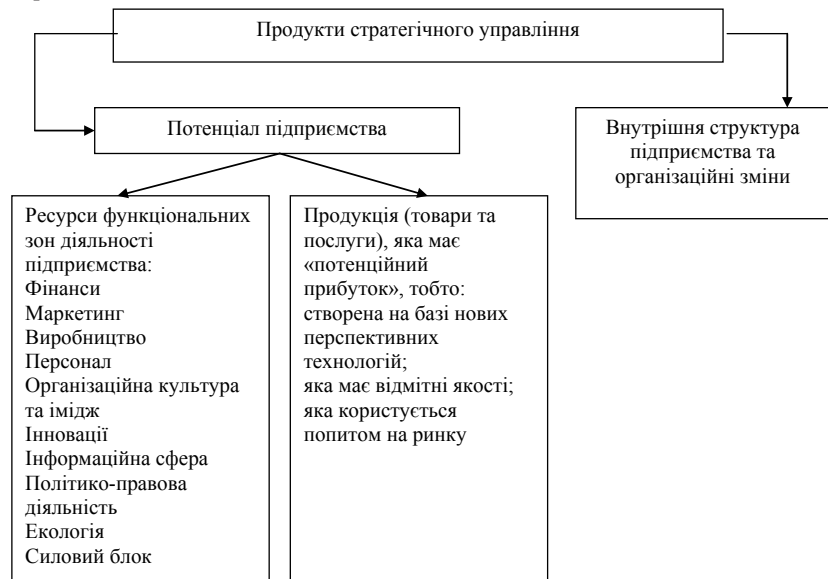 Продукти стратегічного управління
Потенціал підприємства
Внутрішня структура
підприємства та
організаційні зміни
Ресурси функціональних
зон діяльності
підприємства:
Фінанси
Маркетинг
Виробництво
Персонал
Організаційна культура
та імідж
Інновації
Інформаційна сфера
Політико-правова
діяльність
Екологія
Силовий блок
Продукція (товари та
послуги), яка має
«потенційний
прибуток», тобто:
створена на базі нових
перспективних
технологій;
яка має відмітні якості;
яка користується
попитом на ринку